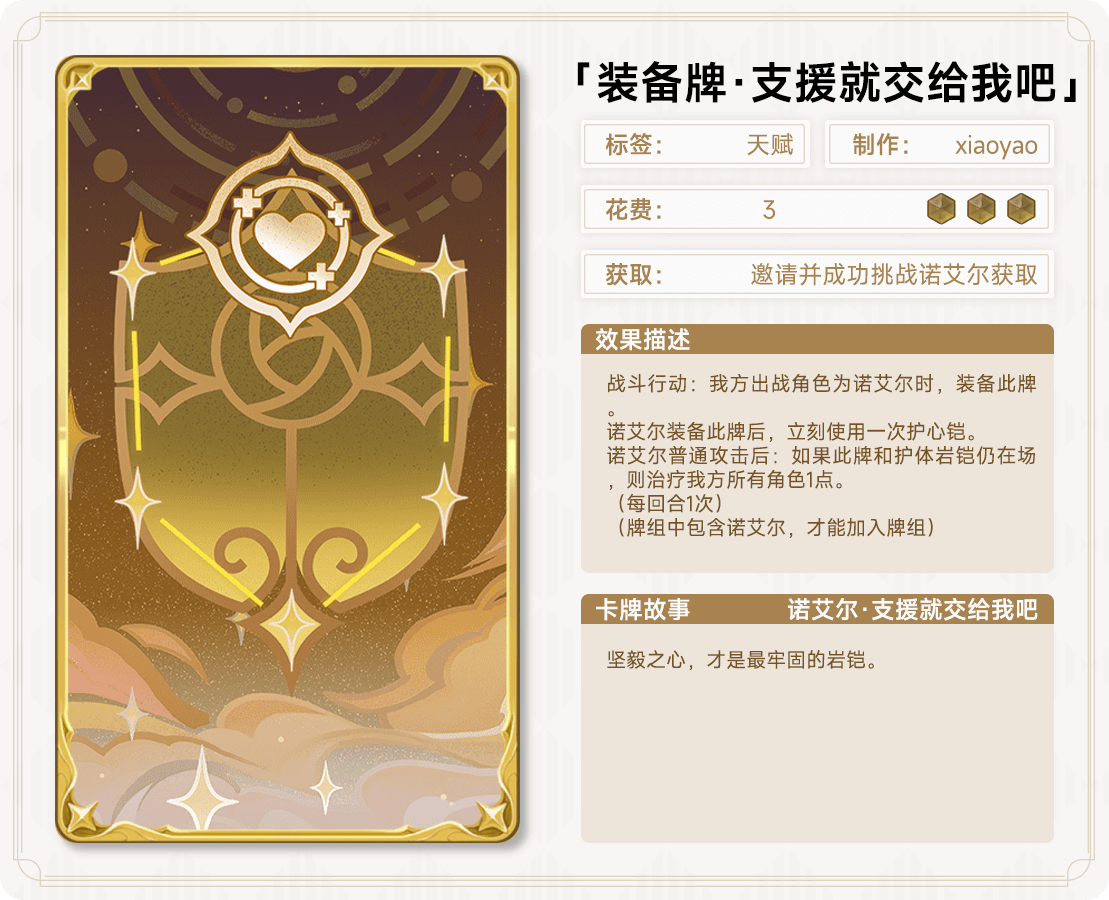 「装备牌·支援就交给我吧」
标签： 天赋 制作： xiaoyao
花费： 3
获取： 邀请并成功挑战诺艾尔获取
效果描述
战斗行动：我方出战角色为诺艾尔时，装备此牌
。
诺艾尔装备此牌后，立刻使用一次护心铠。
诺艾尔普通攻击后：如果此牌和护体岩铠仍在场
，则治疗我方所有角色1点。
（每回合1次）
（牌组中包含诺艾尔，才能加入牌组）
卡牌故事 诺艾尔·支援就交给我吧
坚毅之心，才是最牢固的岩铠。